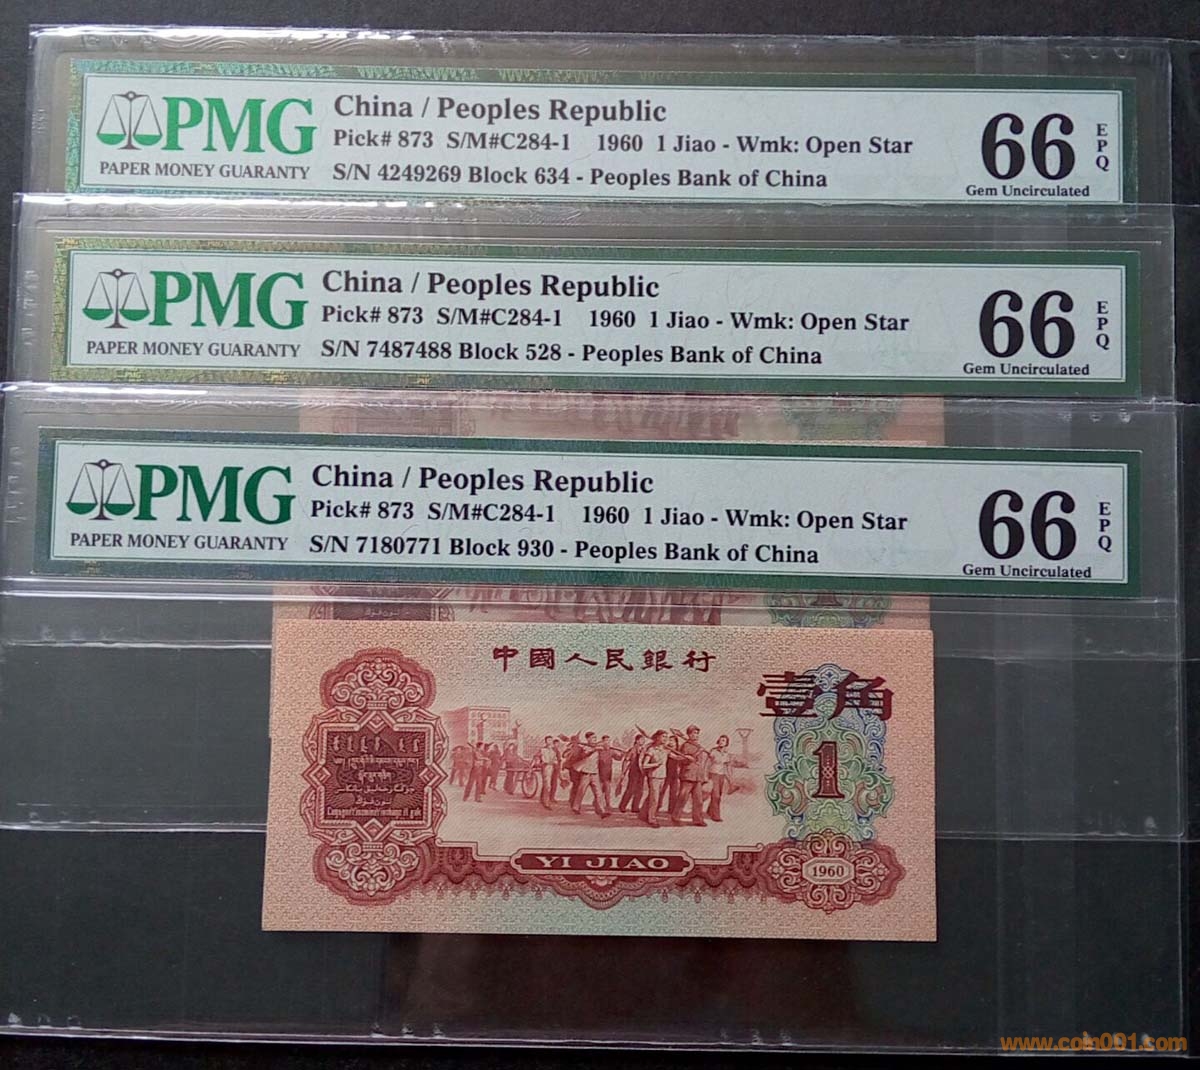 PMG
PAPER MONEY GUARANTY
China / Peoples Republic
Pick# 873 S/M#C284-1 1960 1 Jiao - Wmk: Open Star
S/N 4249269 Block 634 - Peoples Bank of China
66
EPQ
Gem Uncirculated
PMG
PAPER MONEY GUARANTY
China / Peoples Republic
Pick# 873 S/M#C284-1 1960 1 Jiao - Wmk: Open Star
S/N 7487488 Block 528 - Peoples Bank of China
66
EPQ
Gem Uncirculated
PMG
PAPER MONEY GUARANTY
China / Peoples Republic
Pick# 873 S/M#C284-1 1960 1 Jiao - Wmk: Open Star
S/N 7180771 Block 930 - Peoples Bank of China
66
EPQ
Gem Uncirculated
中國人民銀行
壹角
1
YI JIAO
1960
www.coin001.com